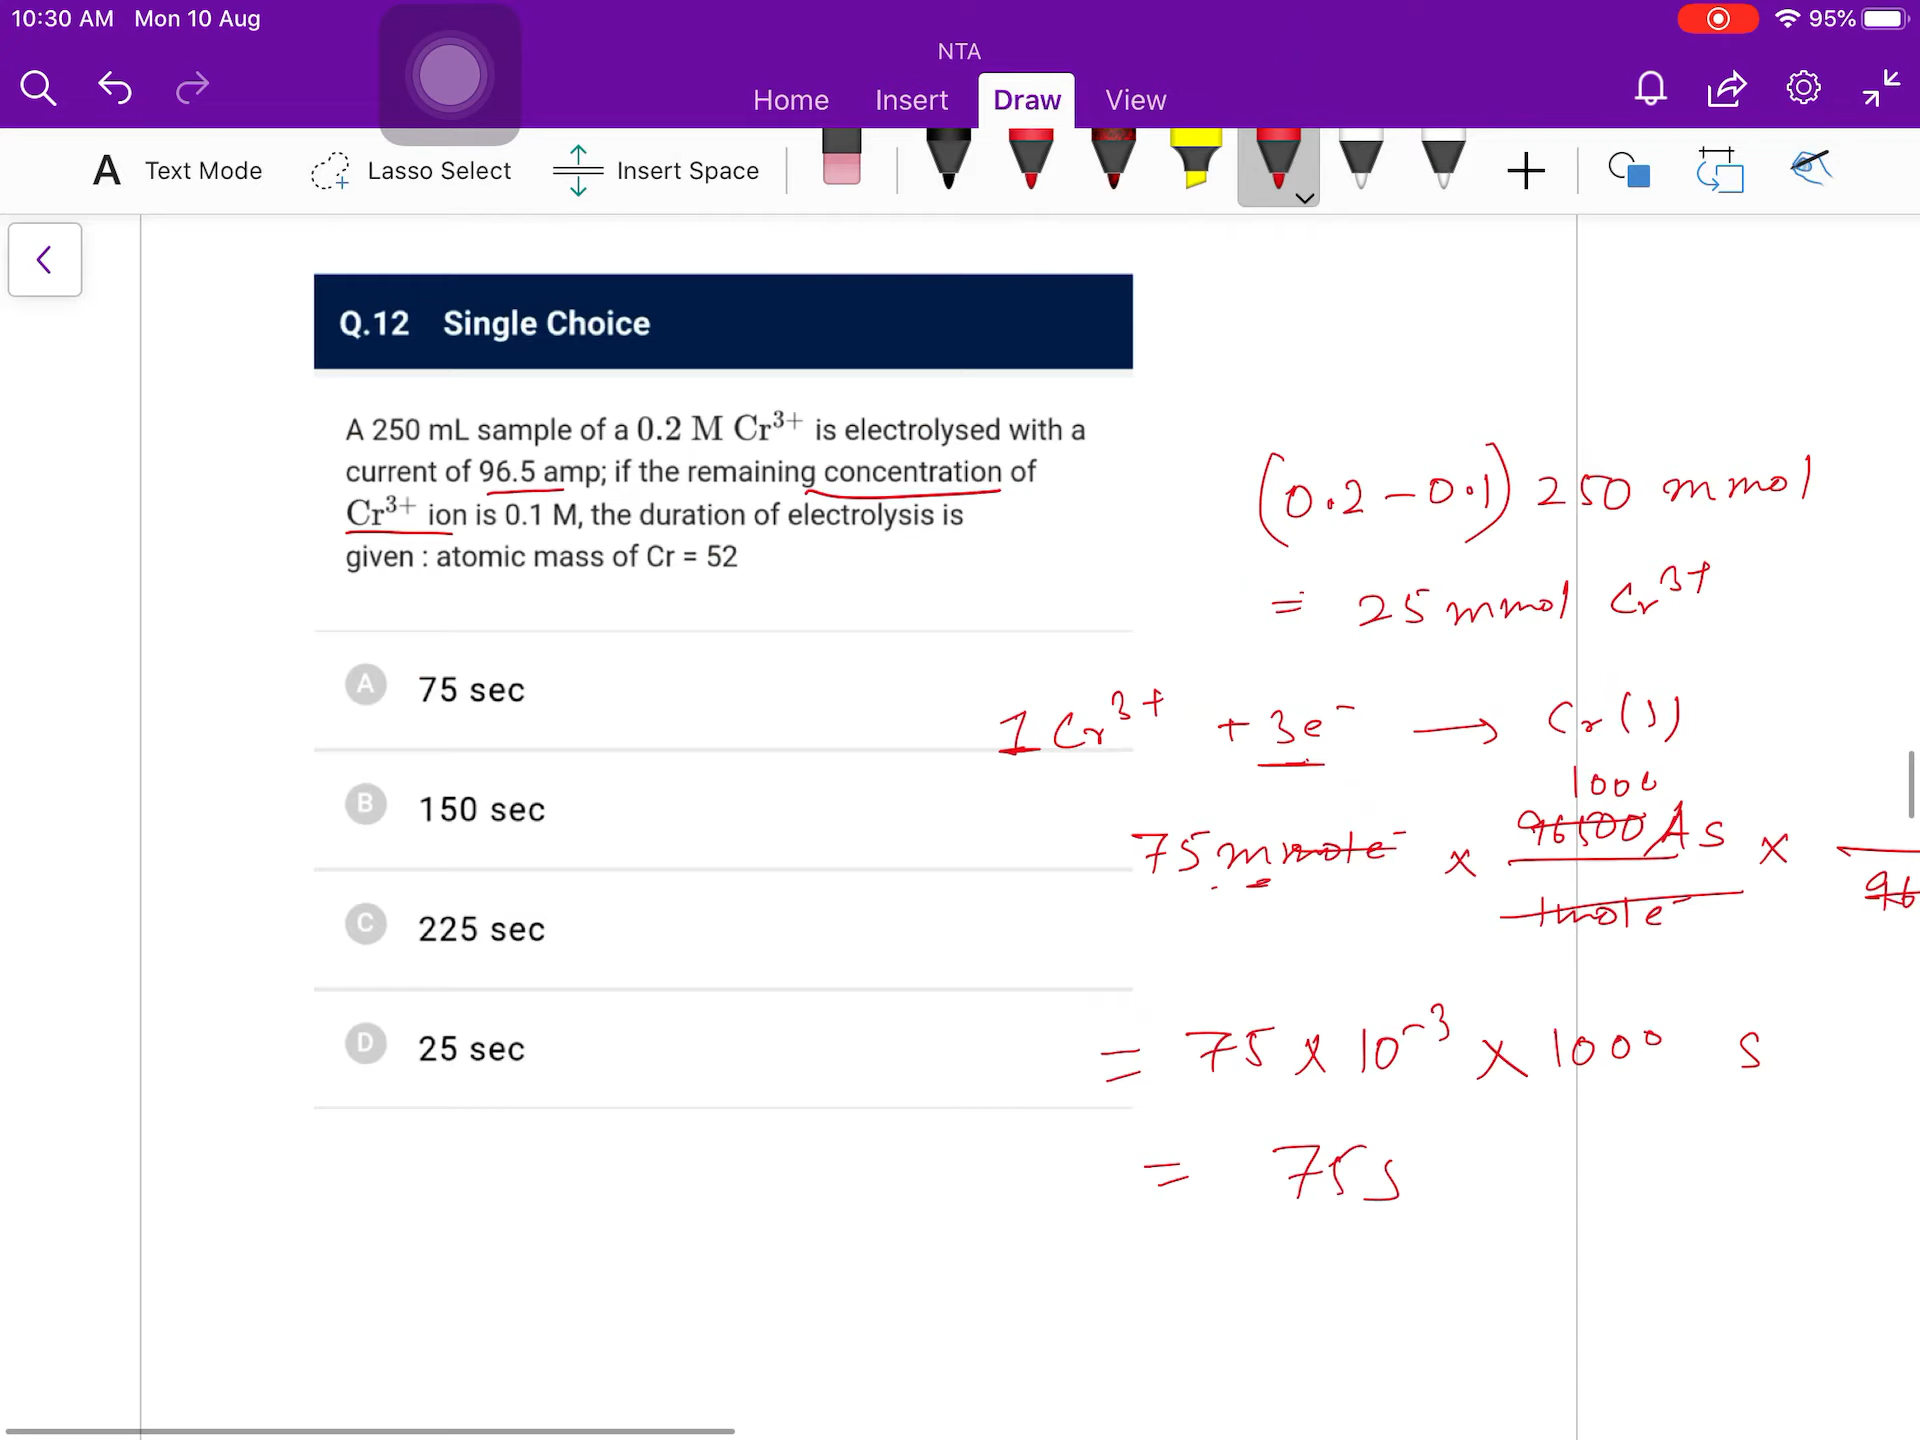 10:30 AM Mon 10 Aug
95%
NTA
Home Insert Draw View
A Text Mode Lasso Select Insert Space
Q.12 Single Choice
A 250 mL sample of a 0.2 M Cr³⁺ is electrolysed with a
current of 96.5 amp; if the remaining concentration of
Cr³⁺ ion is 0.1 M, the duration of electrolysis is
given : atomic mass of Cr = 52
A 75 sec
B 150 sec
C 225 sec
D 25 sec
(0.2 - 0.1) 250 mmol
= 25 mmol Cr³⁺
1 Cr³⁺ + 3e⁻ → Cr(s)
1000
75 mmole⁻ × 96500 A s ×
1mole⁻ 96
= 75 × 10⁻³ × 1000 s
= 75s